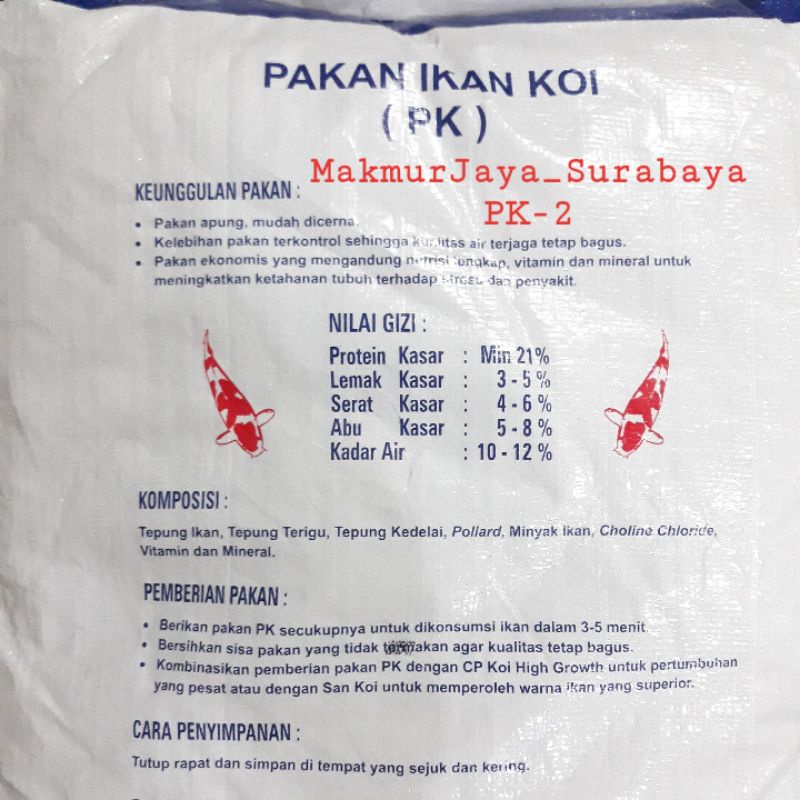 PAKAN IKAN KOI
( PK )
MakmurJaya_Surabaya
PK-2
KEUNGGULAN PAKAN :
• Pakan apung, mudah dicerna.
• Kelebihan pakan terkontrol sehingga kualitas air terjaga tetap bagus.
• Pakan ekonomis yang mengandung nutrisi lengkap, vitamin dan mineral untuk
meningkatkan ketahanan tubuh terhadap stress dan penyakit.
NILAI GIZI :
Protein Kasar : Min 21%
Lemak Kasar : 3 - 5 %
Serat Kasar : 4 - 6 %
Abu Kasar : 5 - 8 %
Kadar Air : 10 - 12 %
KOMPOSISI :
Tepung Ikan, Tepung Terigu, Tepung Kedelai, Pollard, Minyak Ikan, Choline Chloride,
Vitamin dan Mineral.
PEMBERIAN PAKAN :
• Berikan pakan PK secukupnya untuk dikonsumsi ikan dalam 3-5 menit.
• Bersihkan sisa pakan yang tidak termakan agar kualitas tetap bagus.
• Kombinasikan pemberian pakan PK dengan CP Koi High Growth untuk pertumbuhan
yang pesat atau dengan San Koi untuk memperoleh warna ikan yang superior.
CARA PENYIMPANAN :
Tutup rapat dan simpan di tempat yang sejuk dan kering.